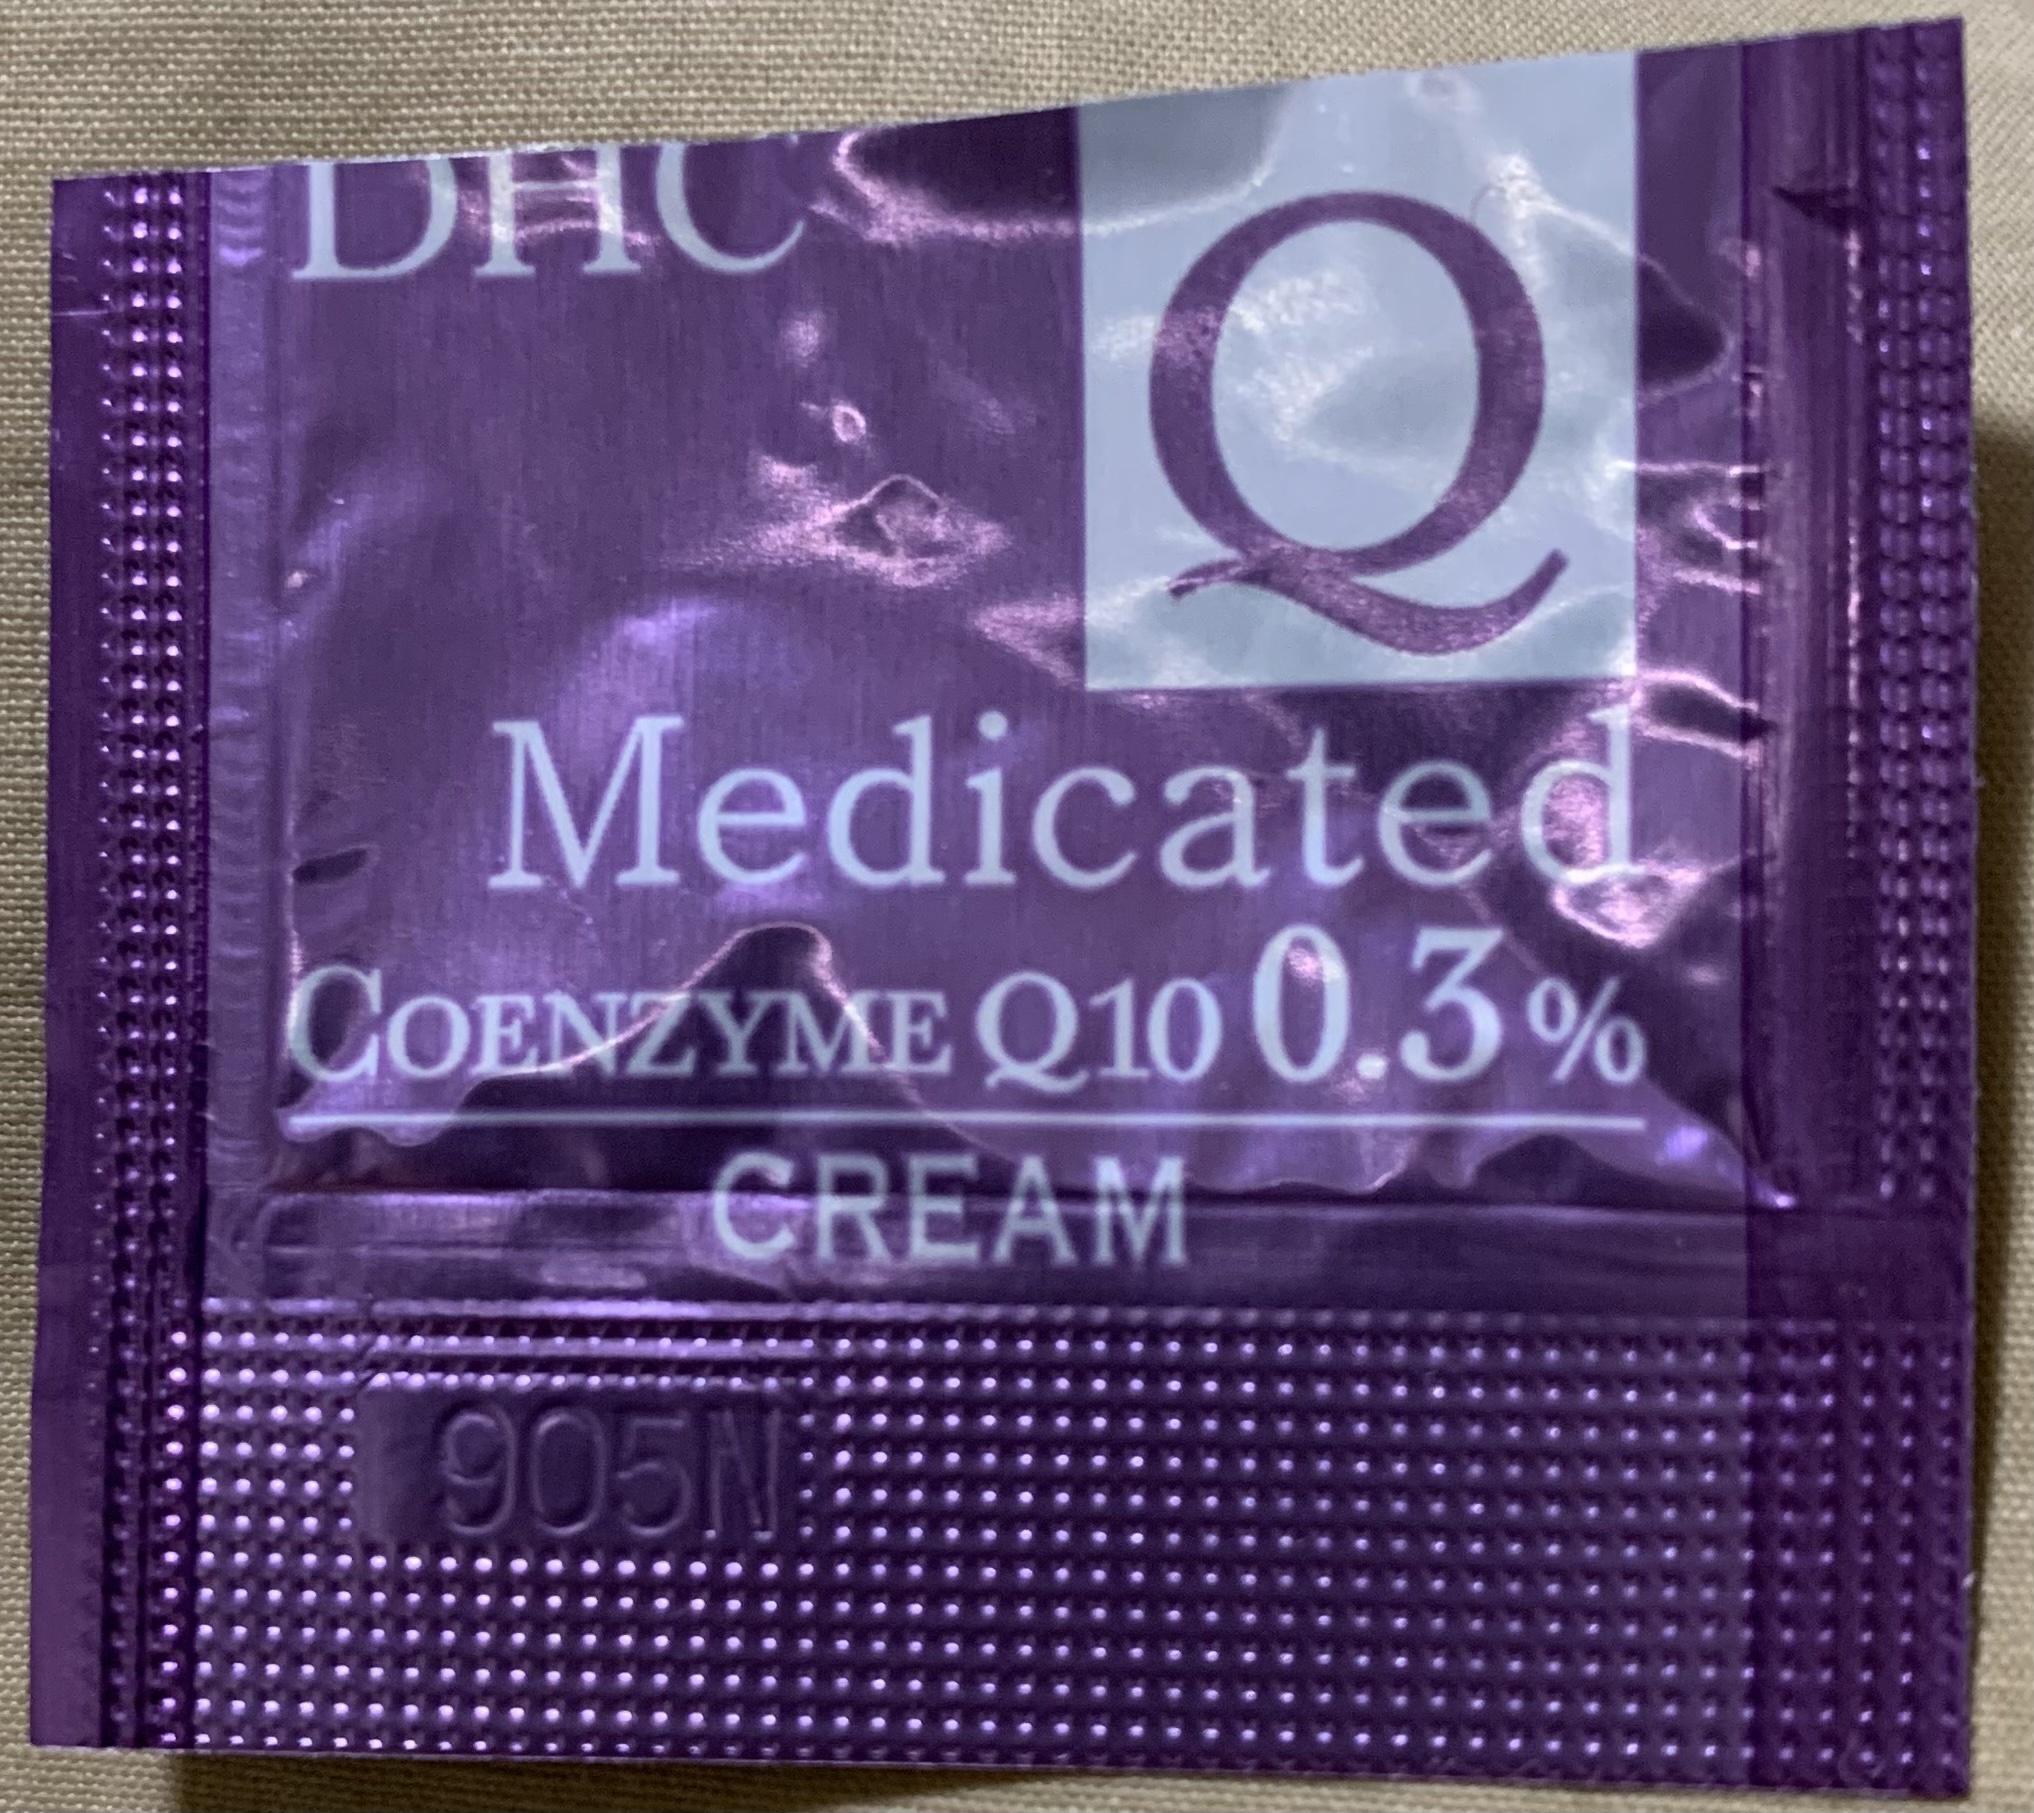 DHC
Q
Medicated
COENZYME Q10 0.3%
CREAM
905N